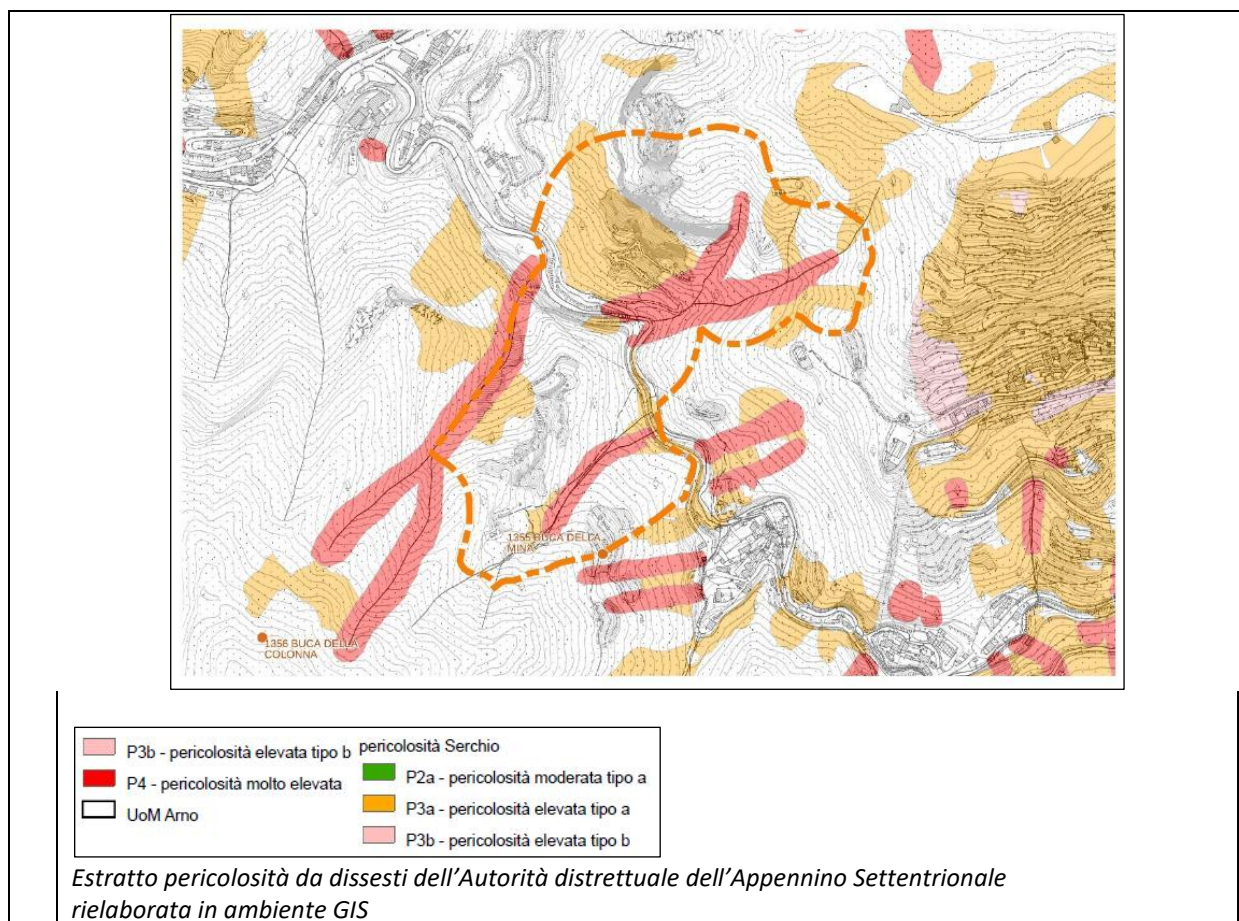 1355 BUCA DELLA
MINA
1356 BUCA DELLA
COLONNA
P3b - pericolosità elevata tipo b
P4 - pericolosità molto elevata
UoM Arno
pericolosità Serchio
P2a - pericolosità moderata tipo a
P3a - pericolosità elevata tipo a
P3b - pericolosità elevata tipo b
Estratto pericolosità da dissesti dell’Autorità distrettuale dell’Appennino Settentrionale
rielaborata in ambiente GIS